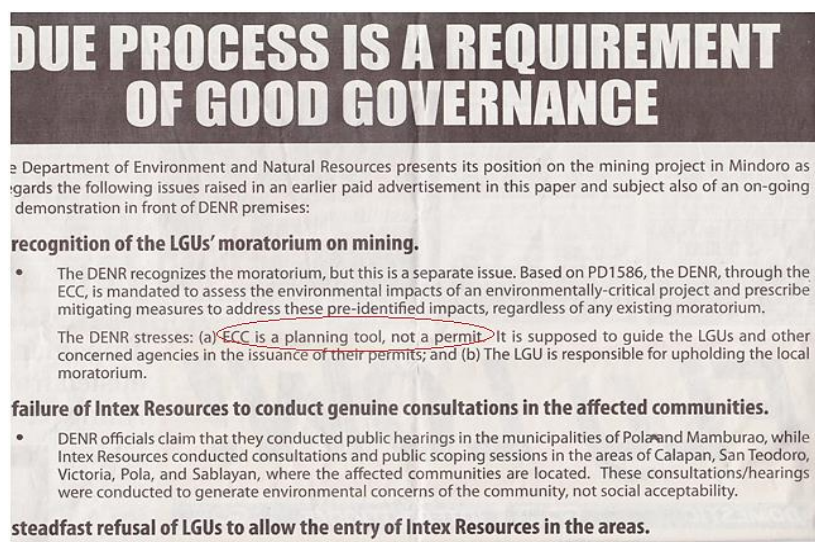 DUE PROCESS IS A REQUIREMENT
OF GOOD GOVERNANCE
e Department of Environment and Natural Resources presents its position on the mining project in Mindoro as
gards the following issues raised in an earlier paid advertisement in this paper and subject also of an on-going
demonstration in front of DENR premises:
recognition of the LGUs' moratorium on mining.
• The DENR recognizes the moratorium, but this is a separate issue. Based on PD1586, the DENR, through the
ECC, is mandated to assess the environmental impacts of an environmentally-critical project and prescribe
mitigating measures to address these pre-identified impacts, regardless of any existing moratorium.
The DENR stresses: (a) ECC is a planning tool, not a permit. It is supposed to guide the LGUs and other
concerned agencies in the issuance of their permits; and (b) The LGU is responsible for upholding the local
moratorium.
failure of Intex Resources to conduct genuine consultations in the affected communities.
• DENR officials claim that they conducted public hearings in the municipalities of Pola and Mamburao, while
Intex Resources conducted consultations and public scoping sessions in the areas of Calapan, San Teodoro,
Victoria, Pola, and Sablayan, where the affected communities are located. These consultations/hearings
were conducted to generate environmental concerns of the community, not social acceptability.
steadfast refusal of LGUs to allow the entry of Intex Resources in the areas.